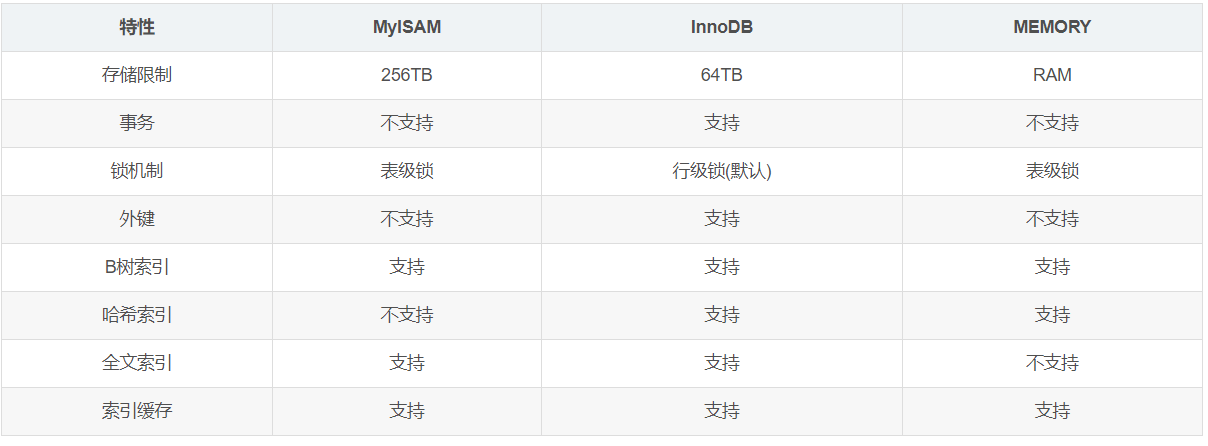 特性 MyISAM InnoDB MEMORY
存储限制 256TB 64TB RAM
事务 不支持 支持 不支持
锁机制 表级锁 行级锁(默认) 表级锁
外键 不支持 支持 不支持
B树索引 支持 支持 支持
哈希索引 不支持 支持 支持
全文索引 支持 支持 不支持
索引缓存 支持 支持 支持